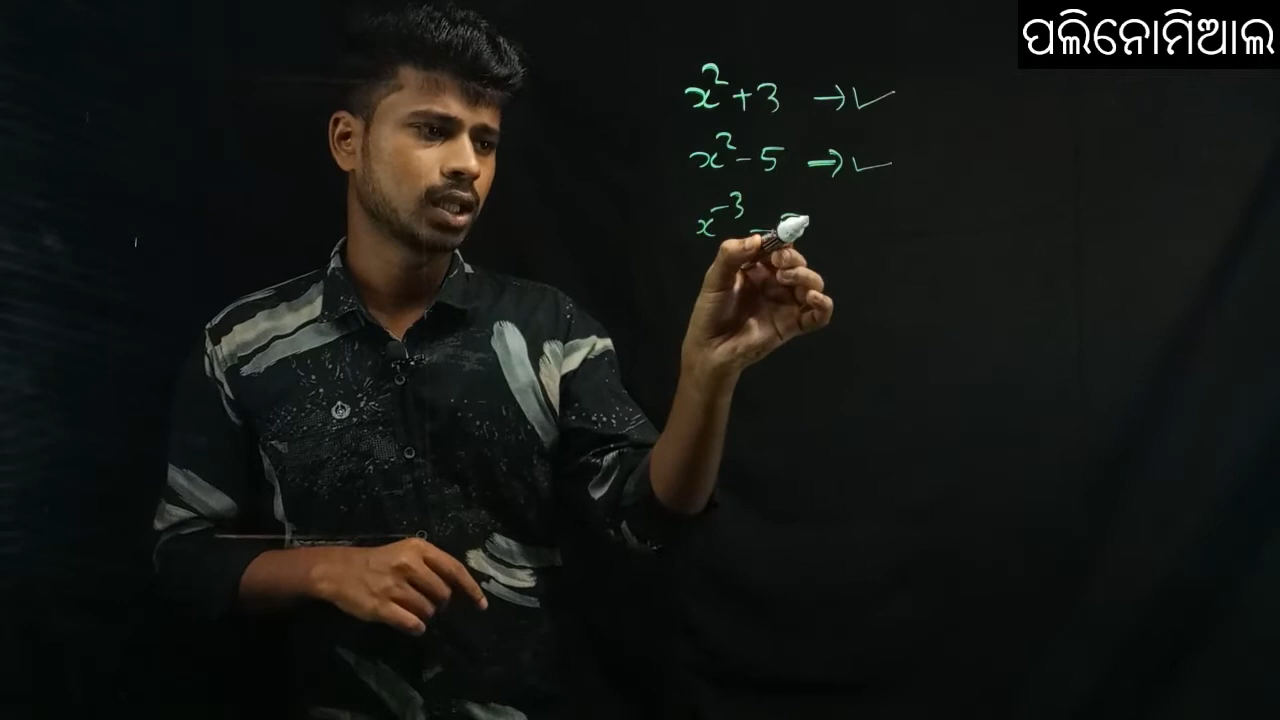 ପଲିନୋମିଆଲ
x² + 3 → ✓
x² - 5 → ✓
x⁻³ -